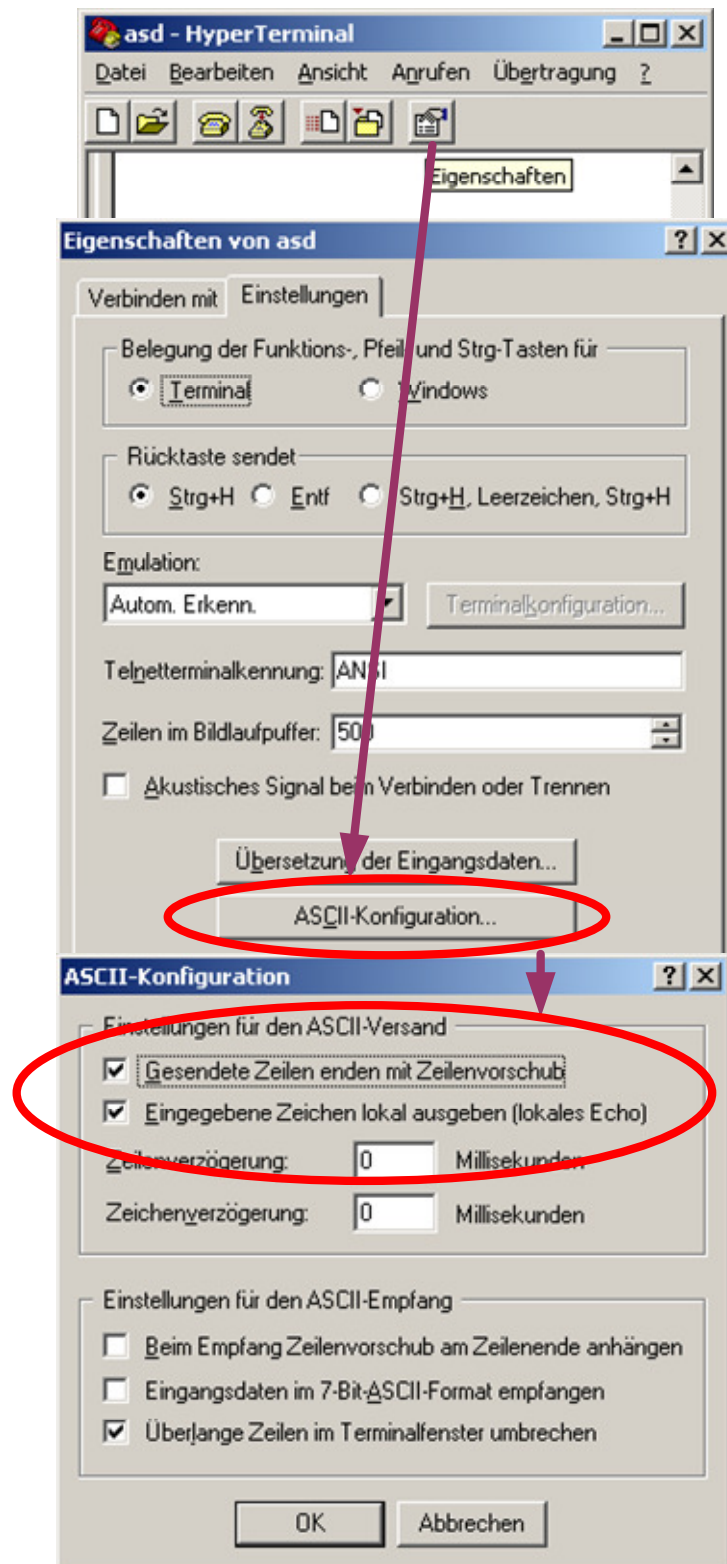 asd - HyperTerminal
Datei Bearbeiten Ansicht Anrufen Übertragung ?
Eigenschaften
Eigenschaften von asd
Verbinden mit Einstellungen
Belegung der Funktions-, Pfeil- und Strg-Tasten für
Terminal Windows
Rücktaste sendet
Strg+H Entf Strg+H, Leerzeichen, Strg+H
Emulation:
Autom. Erkenn. Terminalkonfiguration...
Telnetterminalkennung: ANSI
Zeilen im Bildlaufpuffer: 500
Akustisches Signal beim Verbinden oder Trennen
Übersetzung der Eingangsdaten...
ASCII-Konfiguration...
ASCII-Konfiguration
Einstellungen für den ASCII-Versand
Gesendete Zeilen enden mit Zeilenvorschub
Eingegebene Zeichen lokal ausgeben (lokales Echo)
Zeilenverzögerung: 0 Millisekunden
Zeichenverzögerung: 0 Millisekunden
Einstellungen für den ASCII-Empfang
Beim Empfang Zeilenvorschub am Zeilenende anhängen
Eingangsdaten im 7-Bit-ASCII-Format empfangen
Überlange Zeilen im Terminalfenster umbrechen
OK Abbrechen